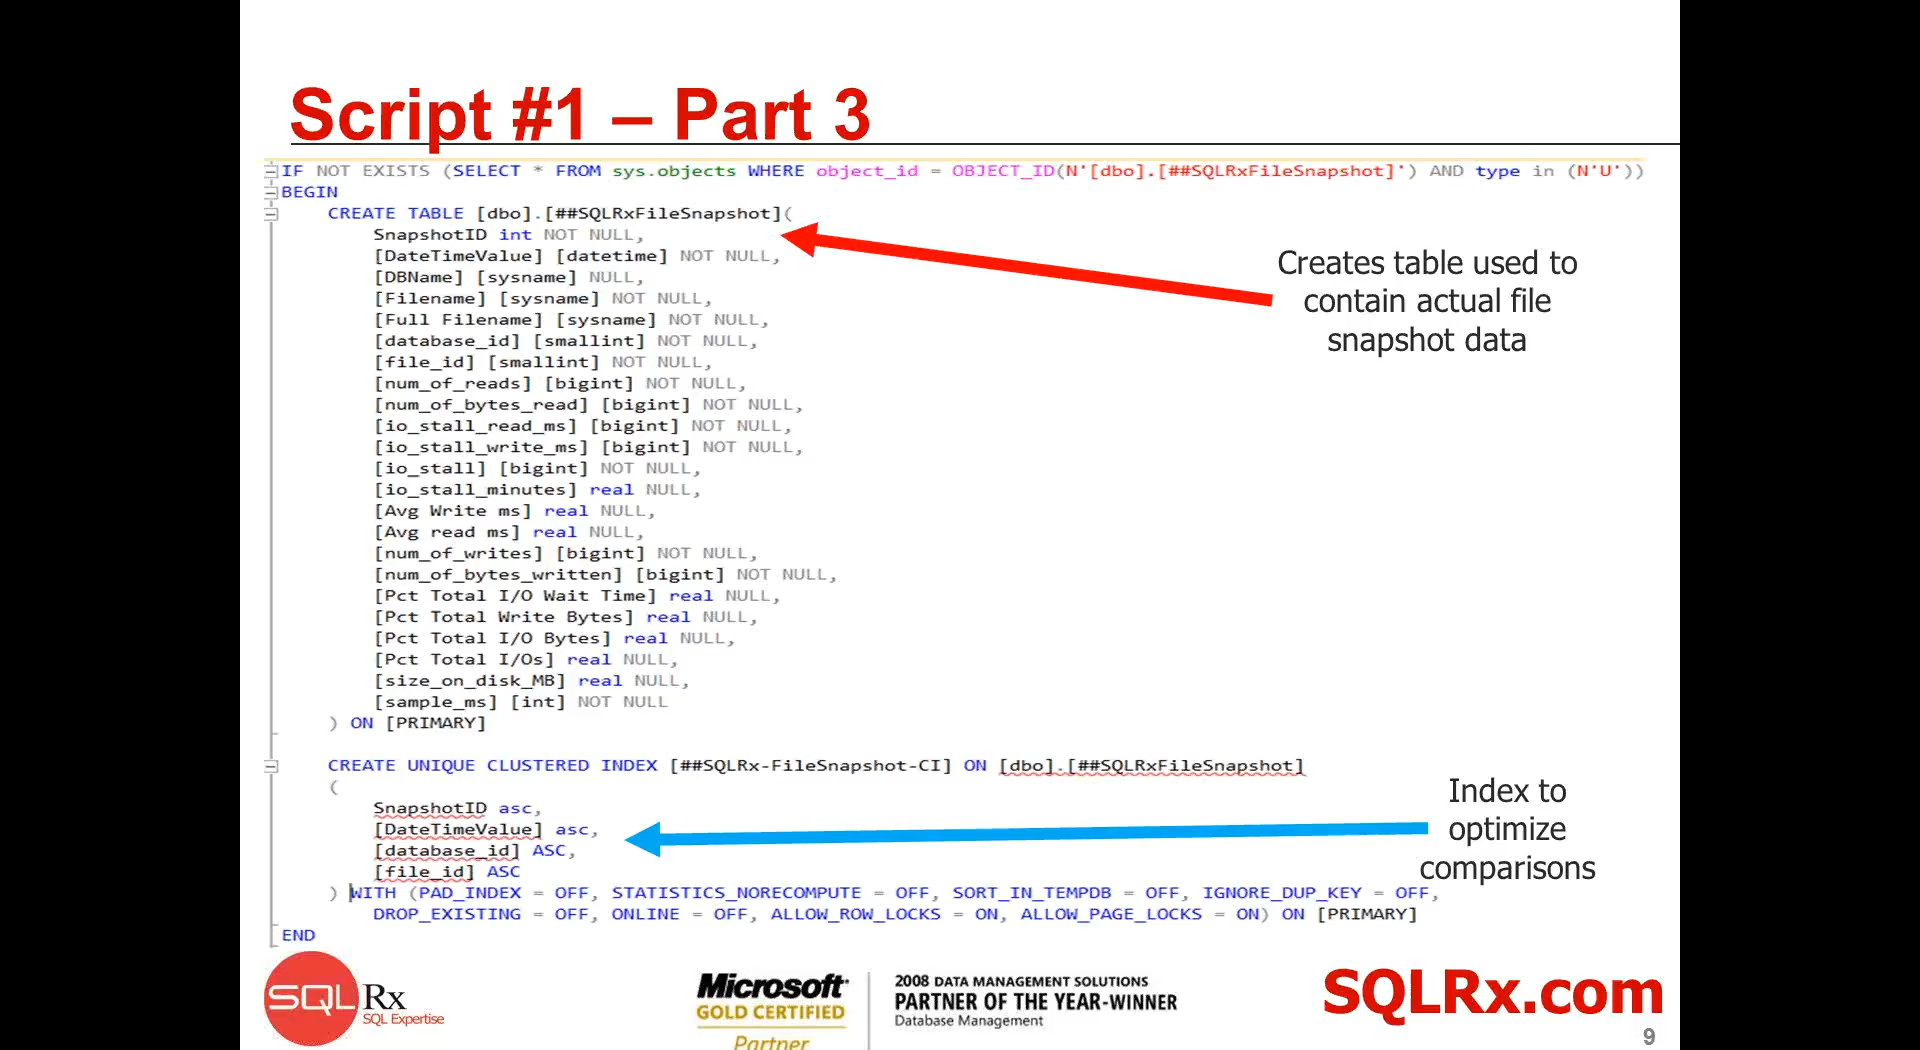 Script #1 – Part 3
IF NOT EXISTS (SELECT * FROM sys.objects WHERE object_id = OBJECT_ID(N'[dbo].[##SQLRxFileSnapshot]') AND type in (N'U'))
BEGIN
CREATE TABLE [dbo].[##SQLRxFileSnapshot](
SnapshotID int NOT NULL,
[DateTimeValue] [datetime] NOT NULL,
[DBName] [sysname] NULL,
[Filename] [sysname] NOT NULL,
[Full Filename] [sysname] NOT NULL,
[database_id] [smallint] NOT NULL,
[file_id] [smallint] NOT NULL,
[num_of_reads] [bigint] NOT NULL,
[num_of_bytes_read] [bigint] NOT NULL,
[io_stall_read_ms] [bigint] NOT NULL,
[io_stall_write_ms] [bigint] NOT NULL,
[io_stall] [bigint] NOT NULL,
[io_stall_minutes] real NULL,
[Avg Write ms] real NULL,
[Avg read ms] real NULL,
[num_of_writes] [bigint] NOT NULL,
[num_of_bytes_written] [bigint] NOT NULL,
[Pct Total I/O Wait Time] real NULL,
[Pct Total Write Bytes] real NULL,
[Pct Total I/O Bytes] real NULL,
[Pct Total I/Os] real NULL,
[size_on_disk_MB] real NULL,
[sample_ms] [int] NOT NULL
) ON [PRIMARY]
Creates table used to
contain actual file
snapshot data
CREATE UNIQUE CLUSTERED INDEX [##SQLRx-FileSnapshot-CI] ON [dbo].[##SQLRxFileSnapshot]
(
SnapshotID asc,
[DateTimeValue] asc,
[database_id] ASC,
[file_id] ASC
) WITH (PAD_INDEX = OFF, STATISTICS_NORECOMPUTE = OFF, SORT_IN_TEMPDB = OFF, IGNORE_DUP_KEY = OFF,
DROP_EXISTING = OFF, ONLINE = OFF, ALLOW_ROW_LOCKS = ON, ALLOW_PAGE_LOCKS = ON) ON [PRIMARY]
END
Index to
optimize
comparisons
SQL Rx
SQL Expertise
Microsoft
GOLD CERTIFIED
Partner
2008 DATA MANAGEMENT SOLUTIONS
PARTNER OF THE YEAR-WINNER
Database Management
SQLRx.com
9